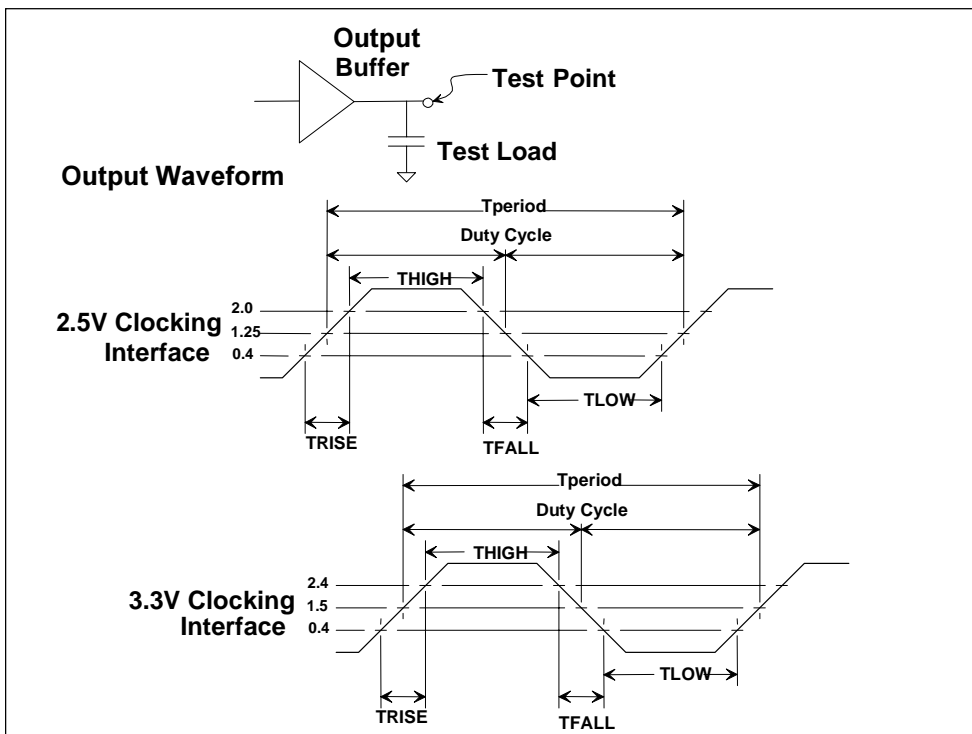 Output
Buffer
Test Point
Test Load
Output Waveform
Tperiod
Duty Cycle
THIGH
2.0
2.5V Clocking
1.25
Interface
0.4
TLOW
TRISE
TFALL
Tperiod
Duty Cycle
THIGH
2.4
3.3V Clocking
1.5
Interface
0.4
TLOW
TRISE
TFALL